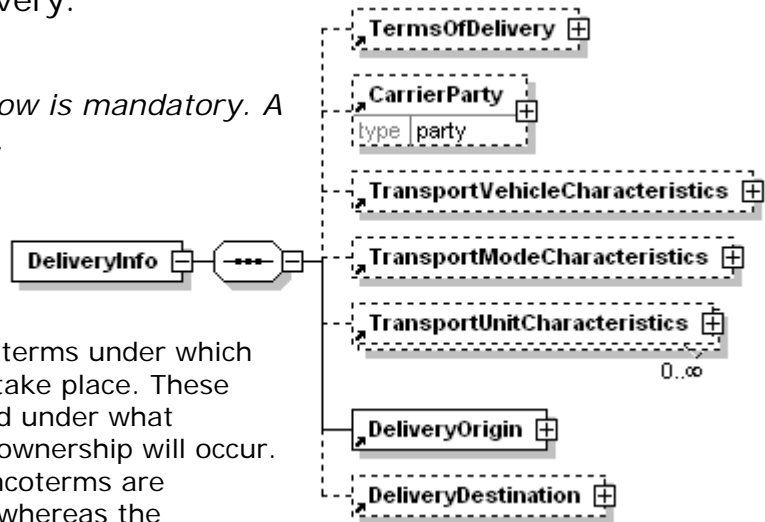 very.
ow is mandatory. A
.
terms under which
take place. These
d under what
ownership will occur.
ncoterms are
whereas the
DeliveryInfo
TermsOfDelivery
CarrierParty
type party
TransportVehicleCharacteristics
TransportModeCharacteristics
TransportUnitCharacteristics
0..∞
DeliveryOrigin
DeliveryDestination